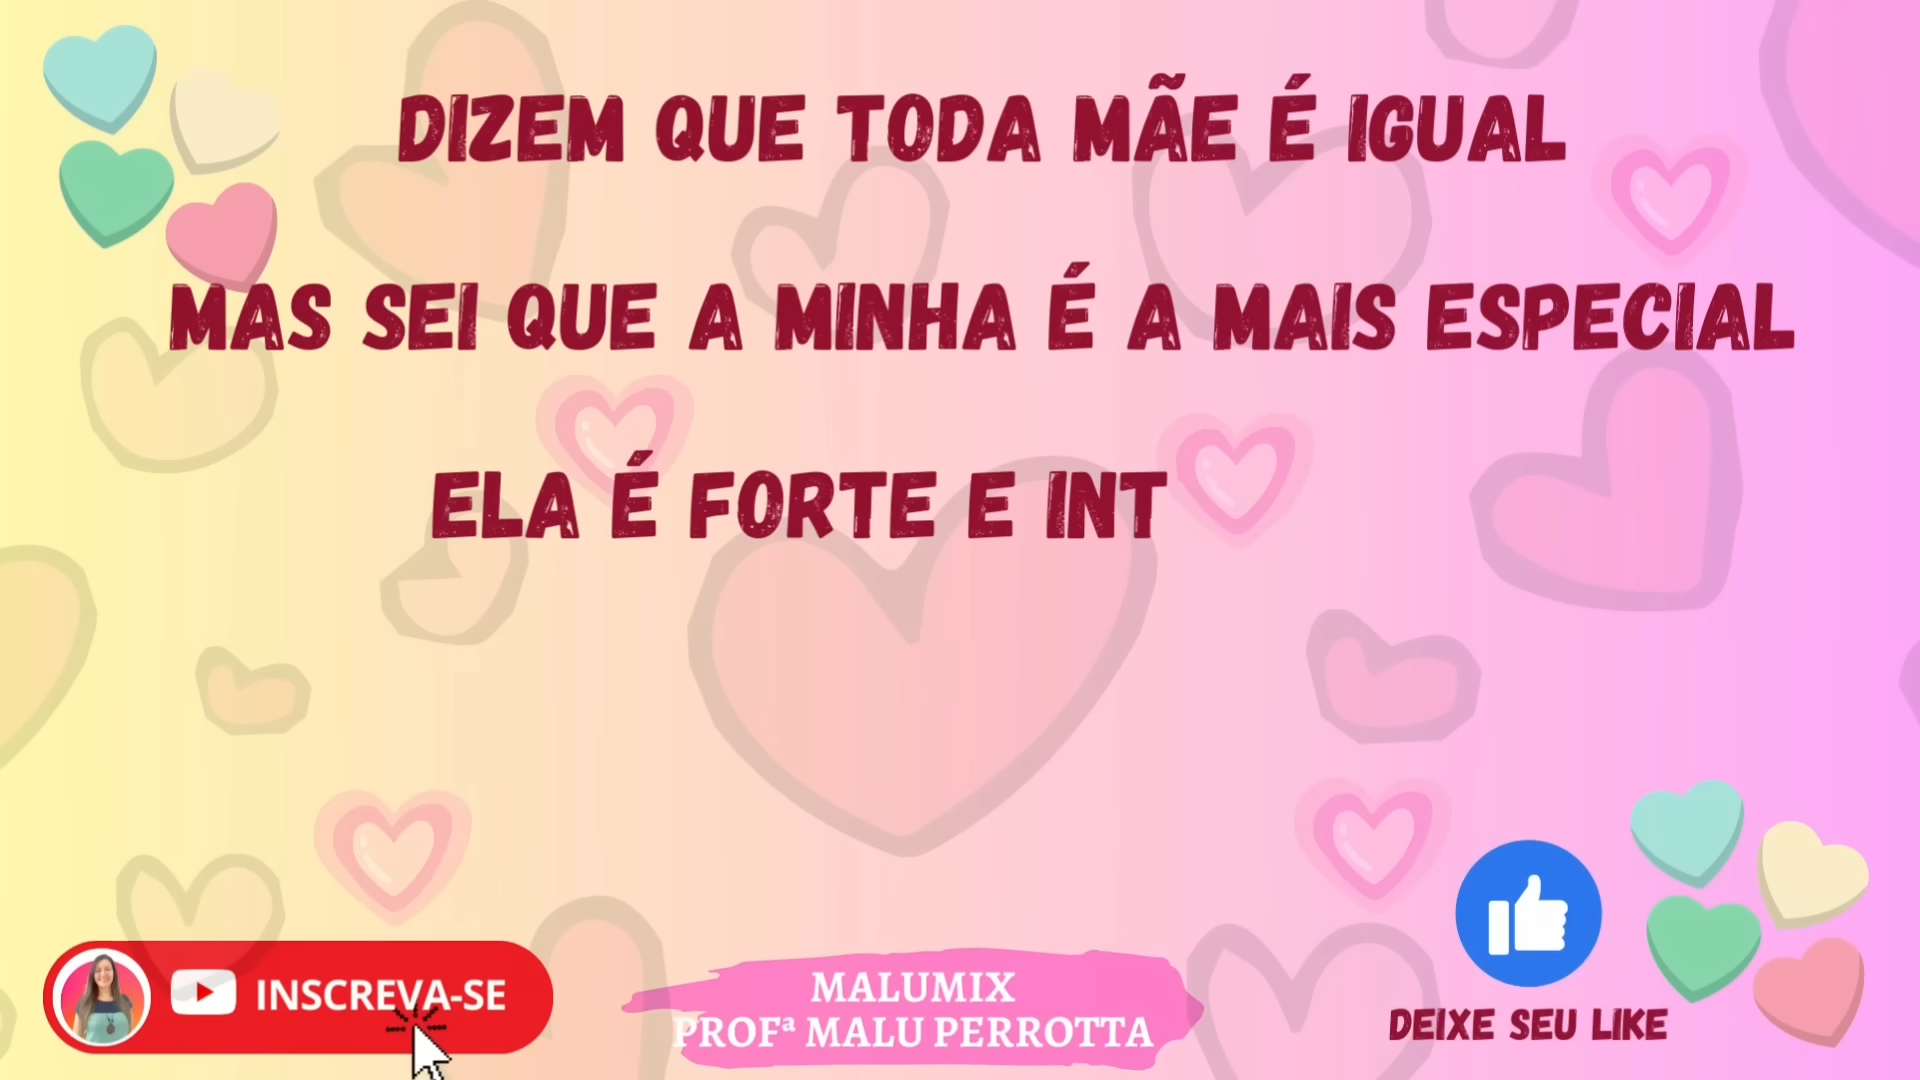 DIZEM QUE TODA MÃE É IGUAL
MAS SEI QUE A MINHA É A MAIS ESPECIAL
ELA É FORTE E INT
INSCREVA-SE
MALUMIX
PROFª MALU PERROTTA
DEIXE SEU LIKE